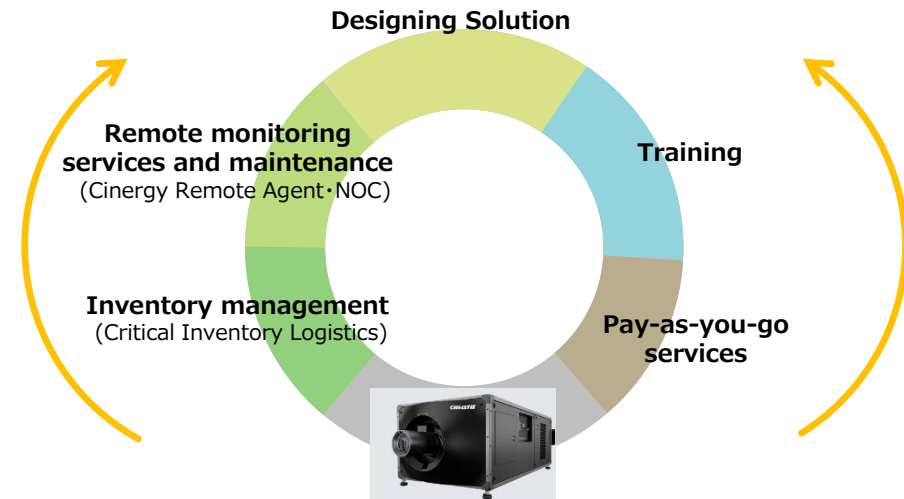 Designing Solution
Remote monitoring
services and maintenance
(Cinergy Remote Agent・NOC)
Training
Inventory management
(Critical Inventory Logistics)
Pay-as-you-go
services
CHRISTIE